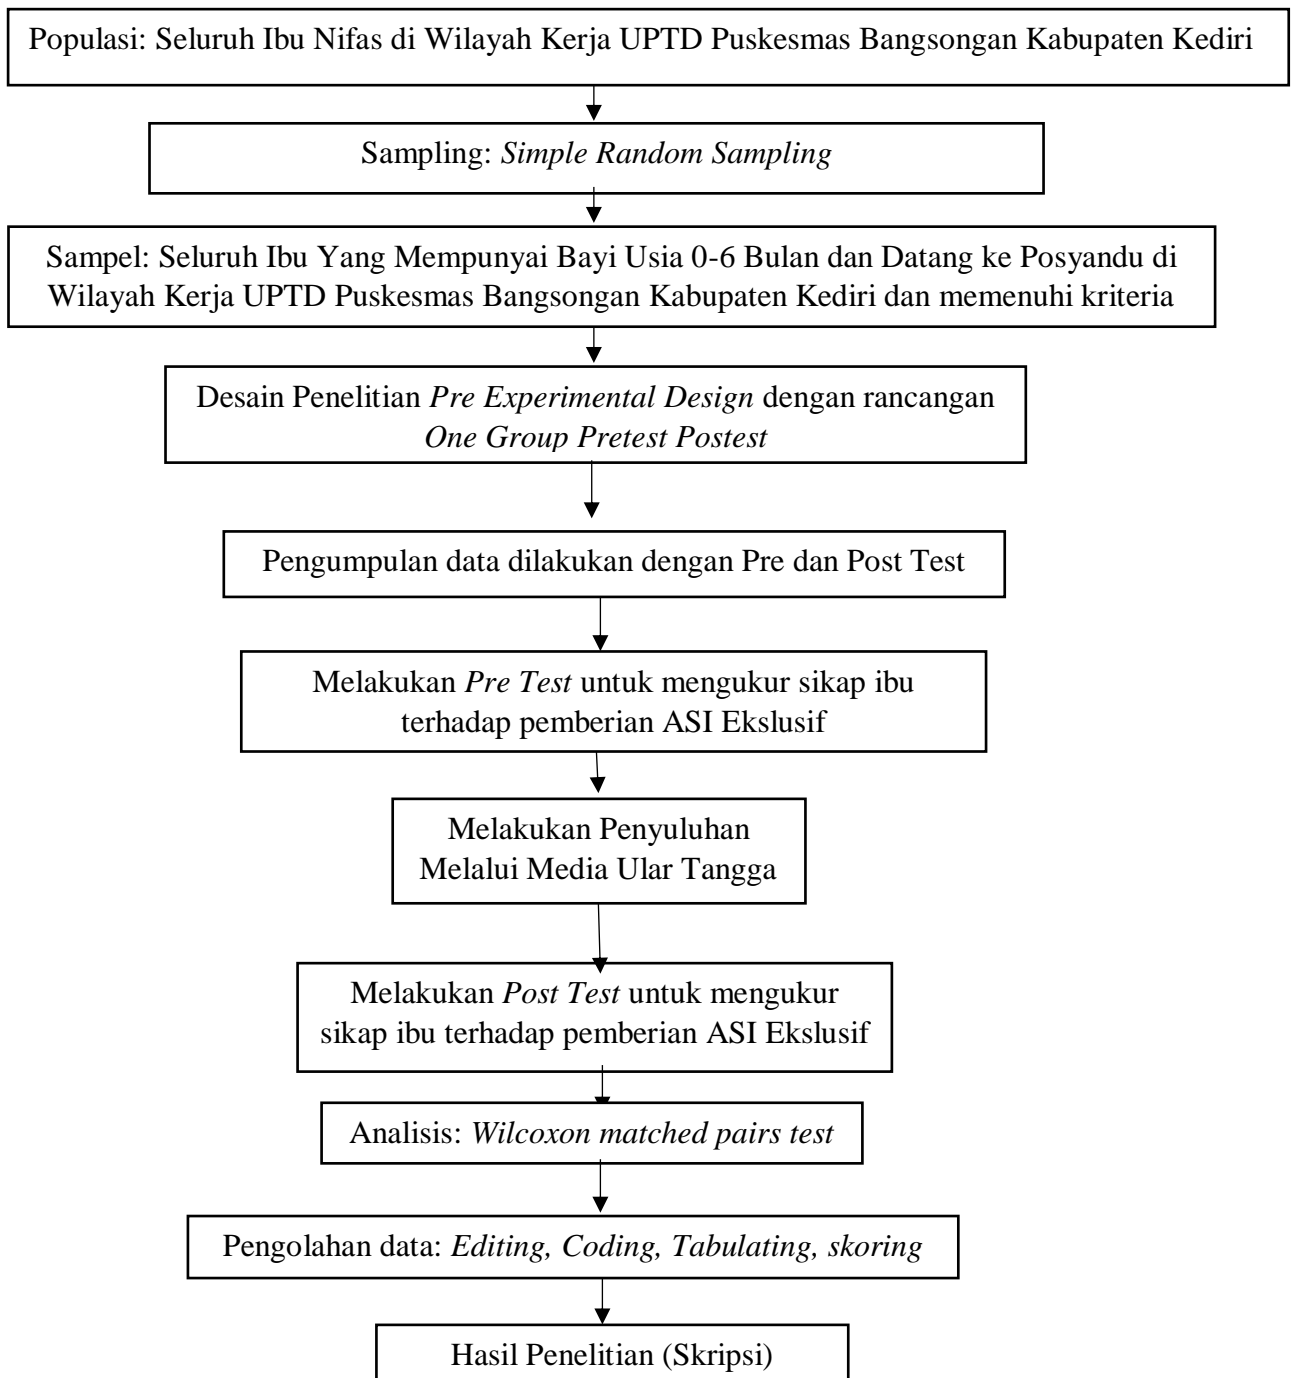 Populasi: Seluruh Ibu Nifas di Wilayah Kerja UPTD Puskesmas Bangsongan Kabupaten Kediri
Sampling: Simple Random Sampling
Sampel: Seluruh Ibu Yang Mempunyai Bayi Usia 0-6 Bulan dan Datang ke Posyandu di
Wilayah Kerja UPTD Puskesmas Bangsongan Kabupaten Kediri dan memenuhi kriteria
Desain Penelitian Pre Experimental Design dengan rancangan
One Group Pretest Postest
Pengumpulan data dilakukan dengan Pre dan Post Test
Melakukan Pre Test untuk mengukur sikap ibu
terhadap pemberian ASI Ekslusif
Melakukan Penyuluhan
Melalui Media Ular Tangga
Melakukan Post Test untuk mengukur
sikap ibu terhadap pemberian ASI Ekslusif
Analisis: Wilcoxon matched pairs test
Pengolahan data: Editing, Coding, Tabulating, skoring
Hasil Penelitian (Skripsi)